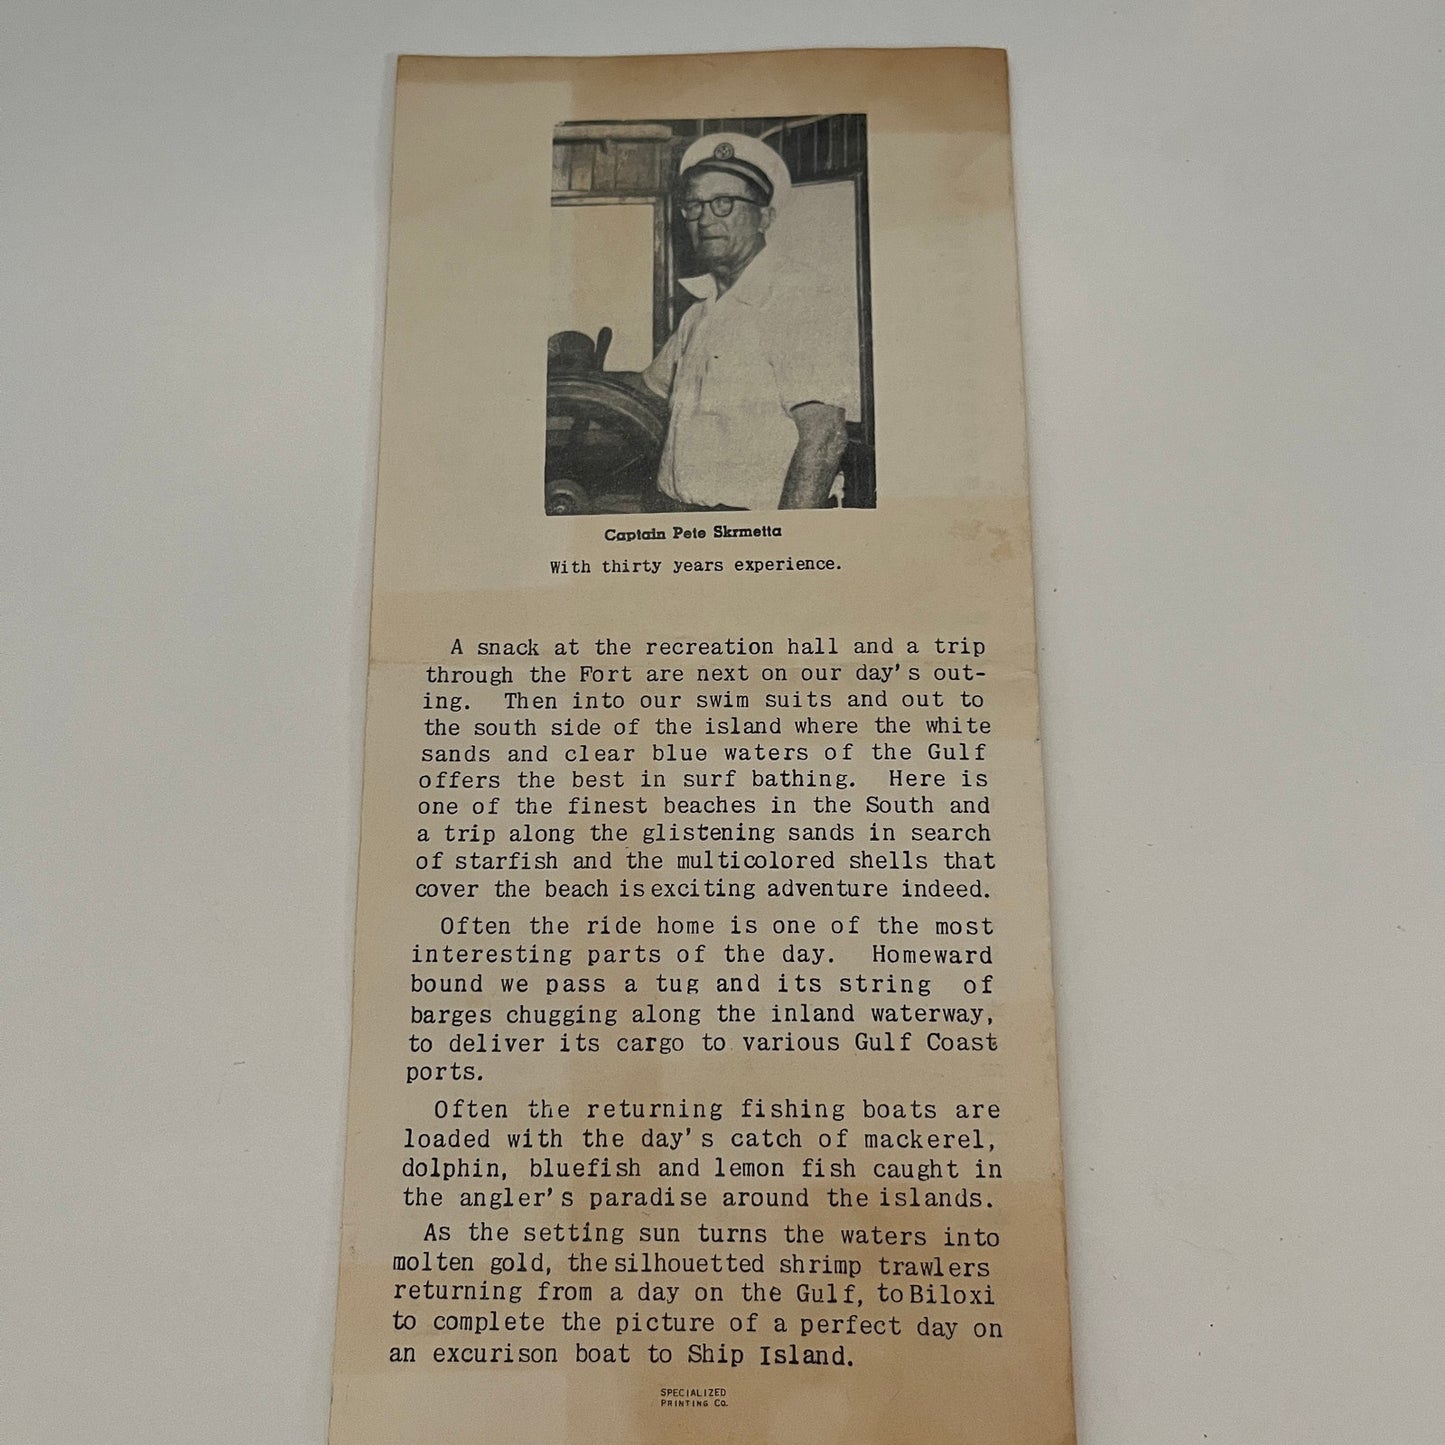 Captain Pete Skrmetta
With thirty years experience.
A snack at the recreation hall and a trip
through the Fort are next on our day's out-
ing. Then into our swim suits and out to
the south side of the island where the white
sands and clear blue waters of the Gulf
offers the best in surf bathing. Here is
one of the finest beaches in the South and
a trip along the glistening sands in search
of starfish and the multicolored shells that
cover the beach is exciting adventure indeed.
Often the ride home is one of the most
interesting parts of the day. Homeward
bound we pass a tug and its string of
barges chugging along the inland waterway,
to deliver its cargo to various Gulf Coast
ports.
Often the returning fishing boats are
loaded with the day's catch of mackerel,
dolphin, bluefish and lemon fish caught in
the angler's paradise around the islands.
As the setting sun turns the waters into
molten gold, the silhouetted shrimp trawlers
returning from a day on the Gulf, to Biloxi
to complete the picture of a perfect day on
an excurison boat to Ship Island.
SPECIALIZED
PRINTING CO.